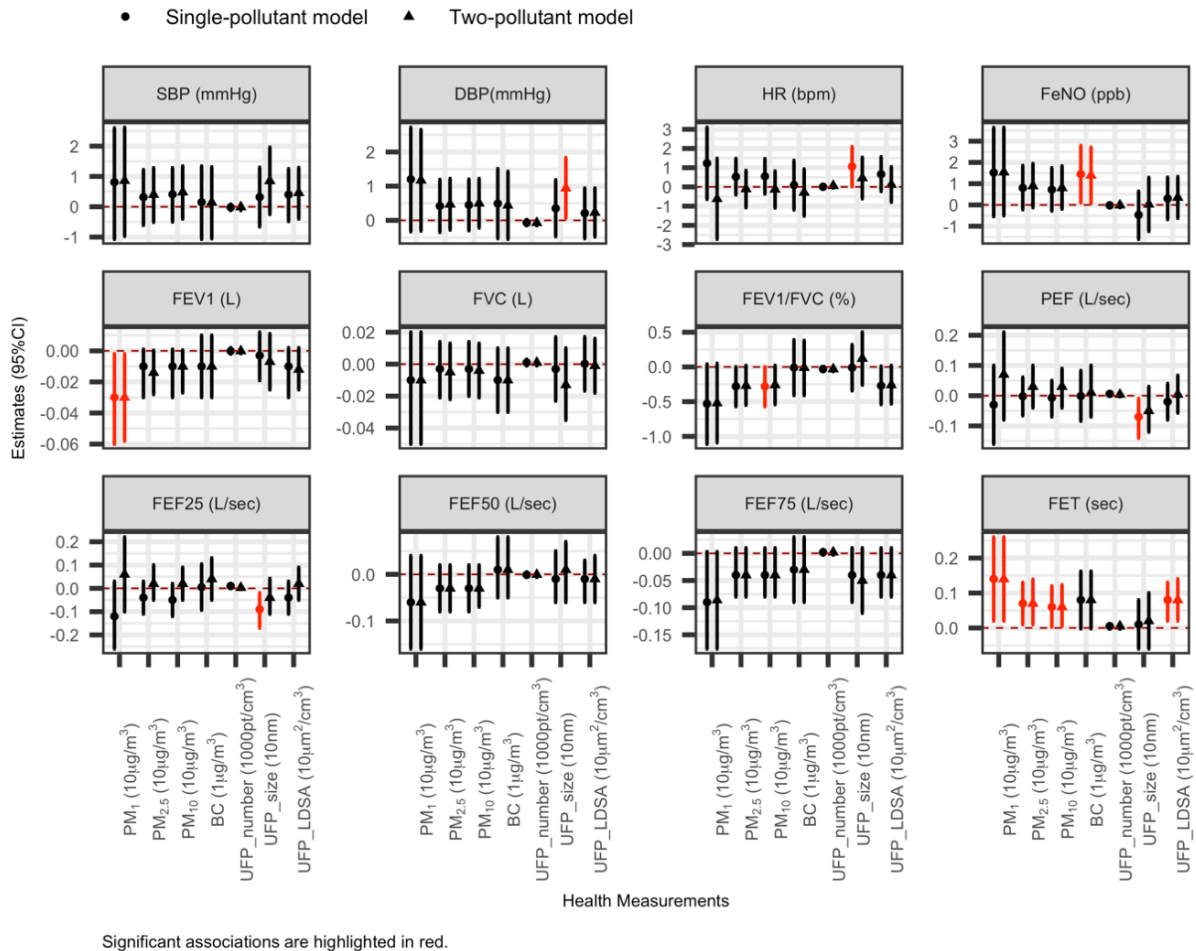 Single-pollutant model Two-pollutant model
SBP (mmHg) DBP(mmHg) HR (bpm) FeNO (ppb)
2
1
0
-1
2
1
0
3
2
1
0
-1
-2
-3
3
2
1
0
-1
FEV1 (L) FVC (L) FEV1/FVC (%) PEF (L/sec)
0.00
-0.02
-0.04
-0.06
0.02
0.00
-0.02
-0.04
0.5
0.0
-0.5
-1.0
0.2
0.1
0.0
-0.1
Estimates (95%CI)
FEF25 (L/sec) FEF50 (L/sec) FEF75 (L/sec) FET (sec)
0.2
0.1
0.0
-0.1
-0.2
0.0
-0.1
0.00
-0.05
-0.10
-0.15
0.2
0.1
0.0
PM₁ (10μg/m³)
PM₂.₅ (10μg/m³)
PM₁₀ (10μg/m³)
BC (1μg/m³)
UFP_number (1000pt/cm³)
UFP_size (10nm)
UFP_LDSA (10μm²/cm³)
PM₁ (10μg/m³)
PM₂.₅ (10μg/m³)
PM₁₀ (10μg/m³)
BC (1μg/m³)
UFP_number (1000pt/cm³)
UFP_size (10nm)
UFP_LDSA (10μm²/cm³)
PM₁ (10μg/m³)
PM₂.₅ (10μg/m³)
PM₁₀ (10μg/m³)
BC (1μg/m³)
UFP_number (1000pt/cm³)
UFP_size (10nm)
UFP_LDSA (10μm²/cm³)
PM₁ (10μg/m³)
PM₂.₅ (10μg/m³)
PM₁₀ (10μg/m³)
BC (1μg/m³)
UFP_number (1000pt/cm³)
UFP_size (10nm)
UFP_LDSA (10μm²/cm³)
Health Measurements
Significant associations are highlighted in red.